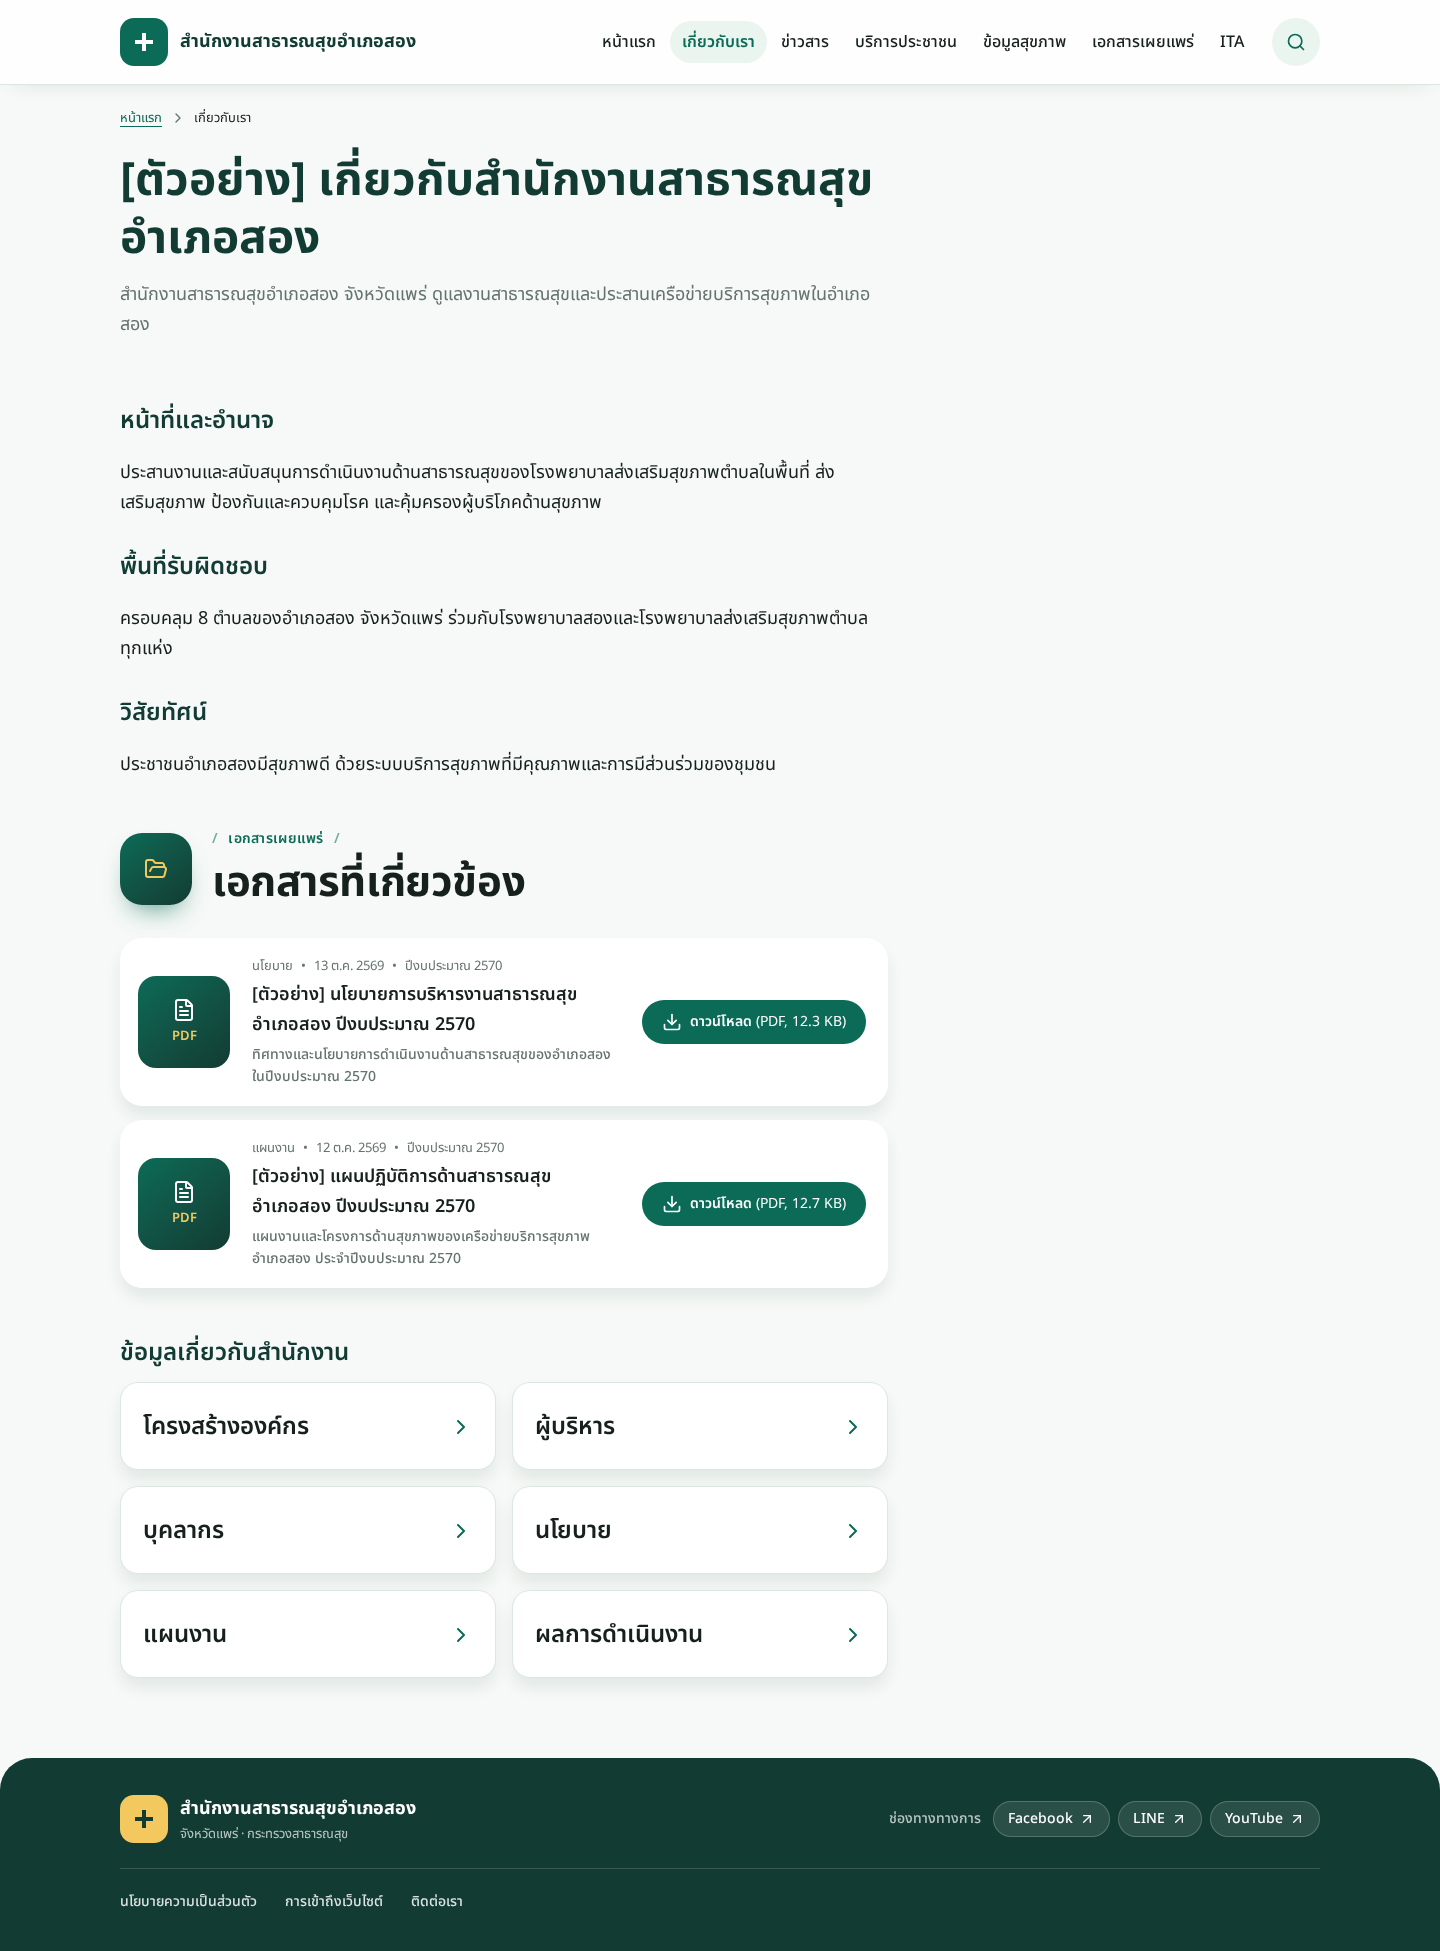 สำนักงานสาธารณสุขอำเภอสอง
หน้าแรก
เกี่ยวกับเรา
ข่าวสาร
บริการประชาชน
ข้อมูลสุขภาพ
เอกสารเผยแพร่
ITA
หน้าแรก
เกี่ยวกับเรา
[ตัวอย่าง] เกี่ยวกับสำนักงานสาธารณสุข
อำเภอสอง
สำนักงานสาธารณสุขอำเภอสอง จังหวัดแพร่ ดูแลงานสาธารณสุขและประสานเครือข่ายบริการสุขภาพในอำเภอ
สอง
หน้าที่และอำนาจ
ประสานงานและสนับสนุนการดำเนินงานด้านสาธารณสุขของโรงพยาบาลส่งเสริมสุขภาพตำบลในพื้นที่ ส่ง
เสริมสุขภาพ ป้องกันและควบคุมโรค และคุ้มครองผู้บริโภคด้านสุขภาพ
พื้นที่รับผิดชอบ
ครอบคลุม 8 ตำบลของอำเภอสอง จังหวัดแพร่ ร่วมกับโรงพยาบาลสองและโรงพยาบาลส่งเสริมสุขภาพตำบล
ทุกแห่ง
วิสัยทัศน์
ประชาชนอำเภอสองมีสุขภาพดี ด้วยระบบบริการสุขภาพที่มีคุณภาพและการมีส่วนร่วมของชุมชน
/ เอกสารเผยแพร่ /
เอกสารที่เกี่ยวข้อง
PDF
นโยบาย • 13 ต.ค. 2569 • ปีงบประมาณ 2570
[ตัวอย่าง] นโยบายการบริหารงานสาธารณสุข
อำเภอสอง ปีงบประมาณ 2570
ทิศทางและนโยบายการดำเนินงานด้านสาธารณสุขของอำเภอสอง
ในปีงบประมาณ 2570
ดาวน์โหลด (PDF, 12.3 KB)
PDF
แผนงาน • 12 ต.ค. 2569 • ปีงบประมาณ 2570
[ตัวอย่าง] แผนปฏิบัติการด้านสาธารณสุข
อำเภอสอง ปีงบประมาณ 2570
แผนงานและโครงการด้านสุขภาพของเครือข่ายบริการสุขภาพ
อำเภอสอง ประจำปีงบประมาณ 2570
ดาวน์โหลด (PDF, 12.7 KB)
ข้อมูลเกี่ยวกับสำนักงาน
โครงสร้างองค์กร
ผู้บริหาร
บุคลากร
นโยบาย
แผนงาน
ผลการดำเนินงาน
สำนักงานสาธารณสุขอำเภอสอง
จังหวัดแพร่ · กระทรวงสาธารณสุข
ช่องทางทางการ
Facebook
LINE
YouTube
นโยบายความเป็นส่วนตัว
การเข้าถึงเว็บไซต์
ติดต่อเรา